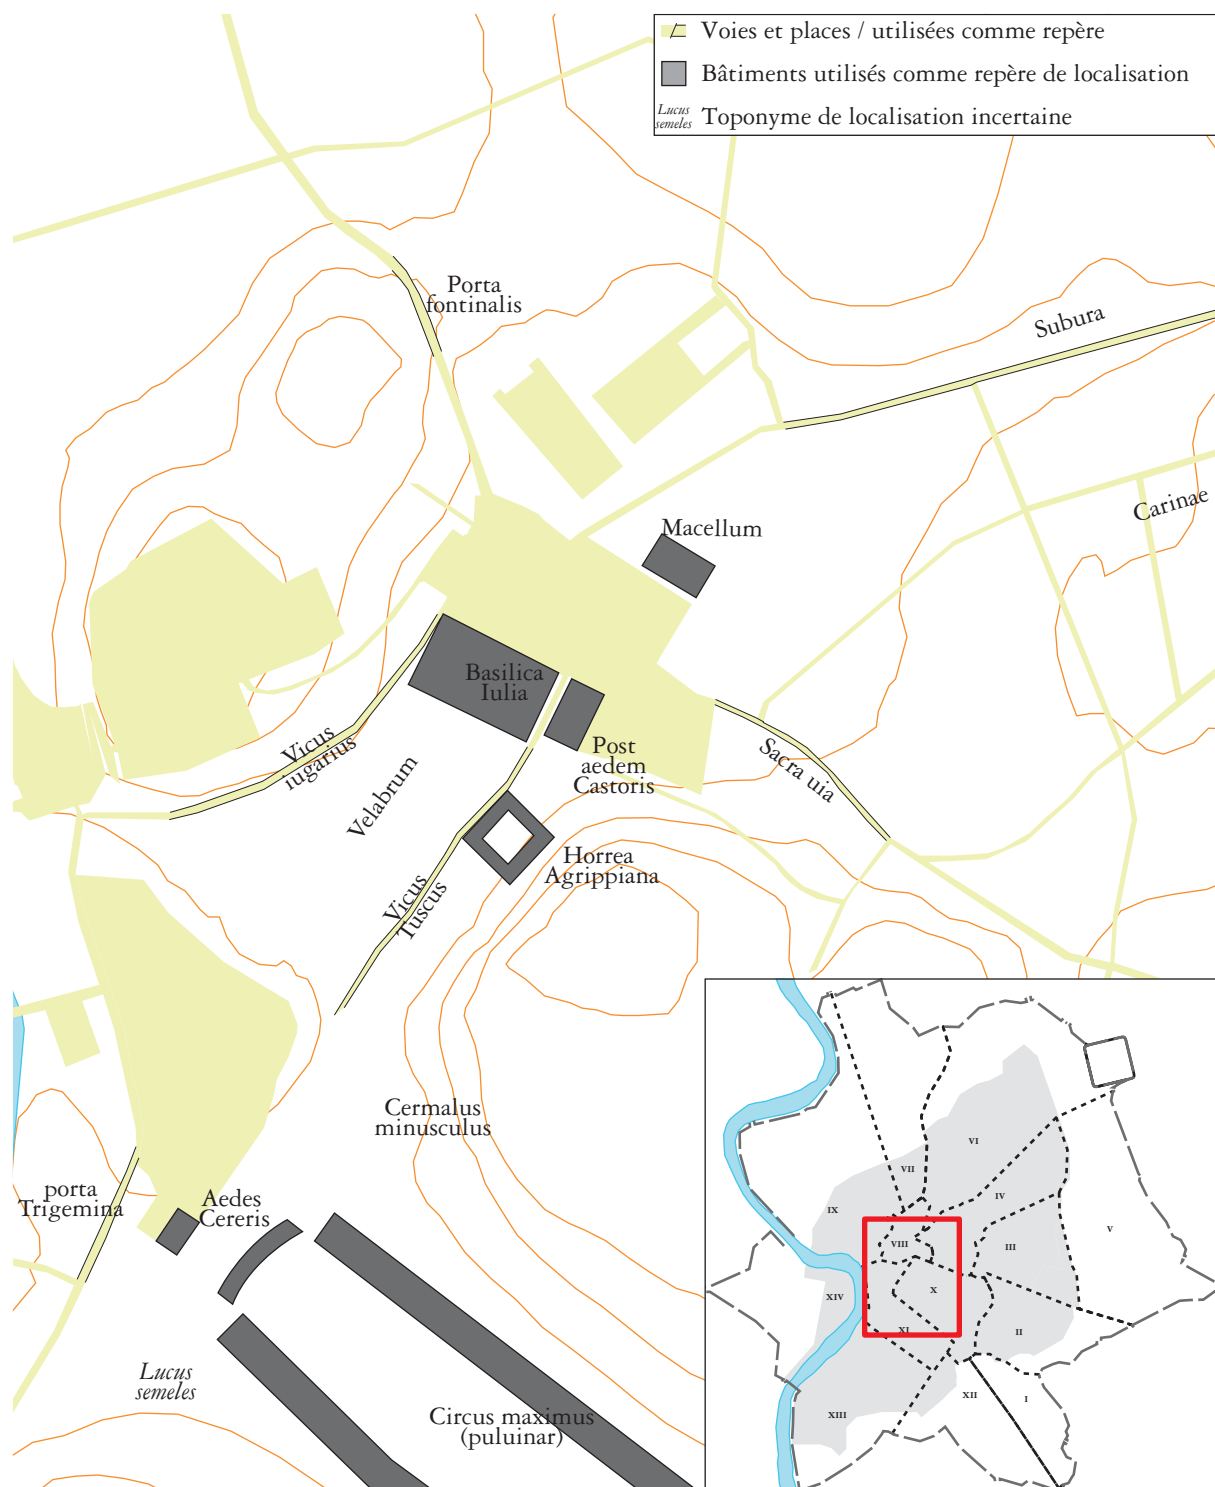 Voies et places / utilisées comme repère
Bâtiments utilisés comme repère de localisation
Lucus
semeles
Toponyme de localisation incertaine
Porta
fontinalis
Subura
Carinae
Macellum
Basilica
Iulia
Vicus
iugarius
Velabrum
Post
aedem
Castoris
Sacra uia
Horrea
Agrippiana
Vicus
Tuscus
Cermalus
minusculus
porta
Trigemina
Aedes
Cereris
Lucus
semeles
Circus maximus
(puluinar)
VI
VII
IV
IX
V
VIII
III
X
XIV
XI
II
XII
I
XIII